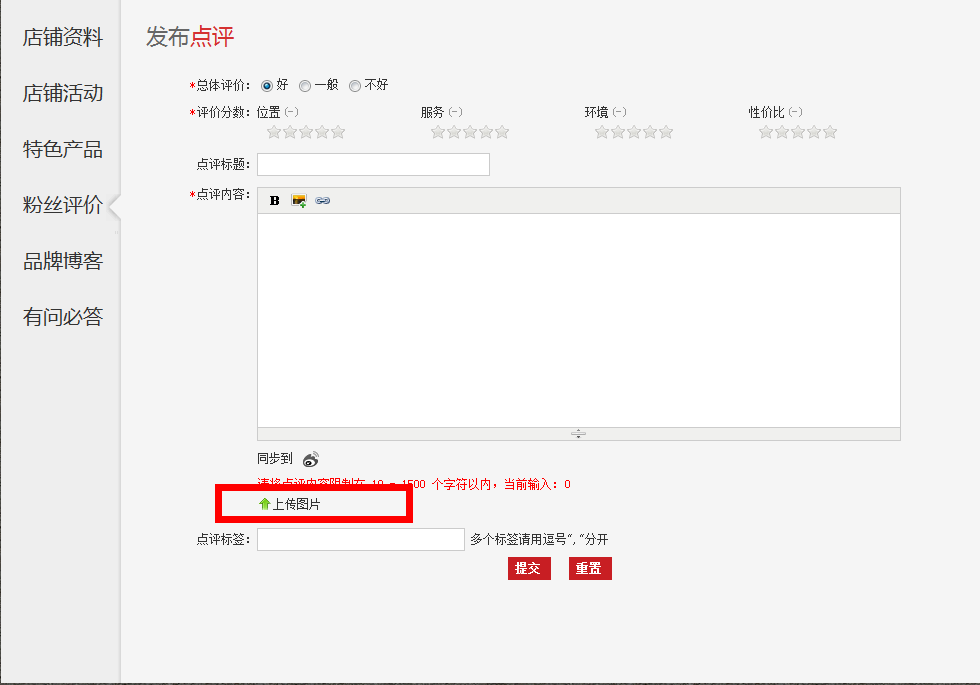 店铺资料
店铺活动
特色产品
粉丝评价
品牌博客
有问必答
发布点评
*总体评价: 好 一般 不好
*评价分数: 位置 (-) 服务 (-) 环境 (-) 性价比 (-)
点评标题:
*点评内容:
B
同步到
请将点评内容限制在 10 - 1500 个字符以内, 当前输入: 0
上传图片
点评标签: 多个标签请用逗号“, “分开
提交 重置